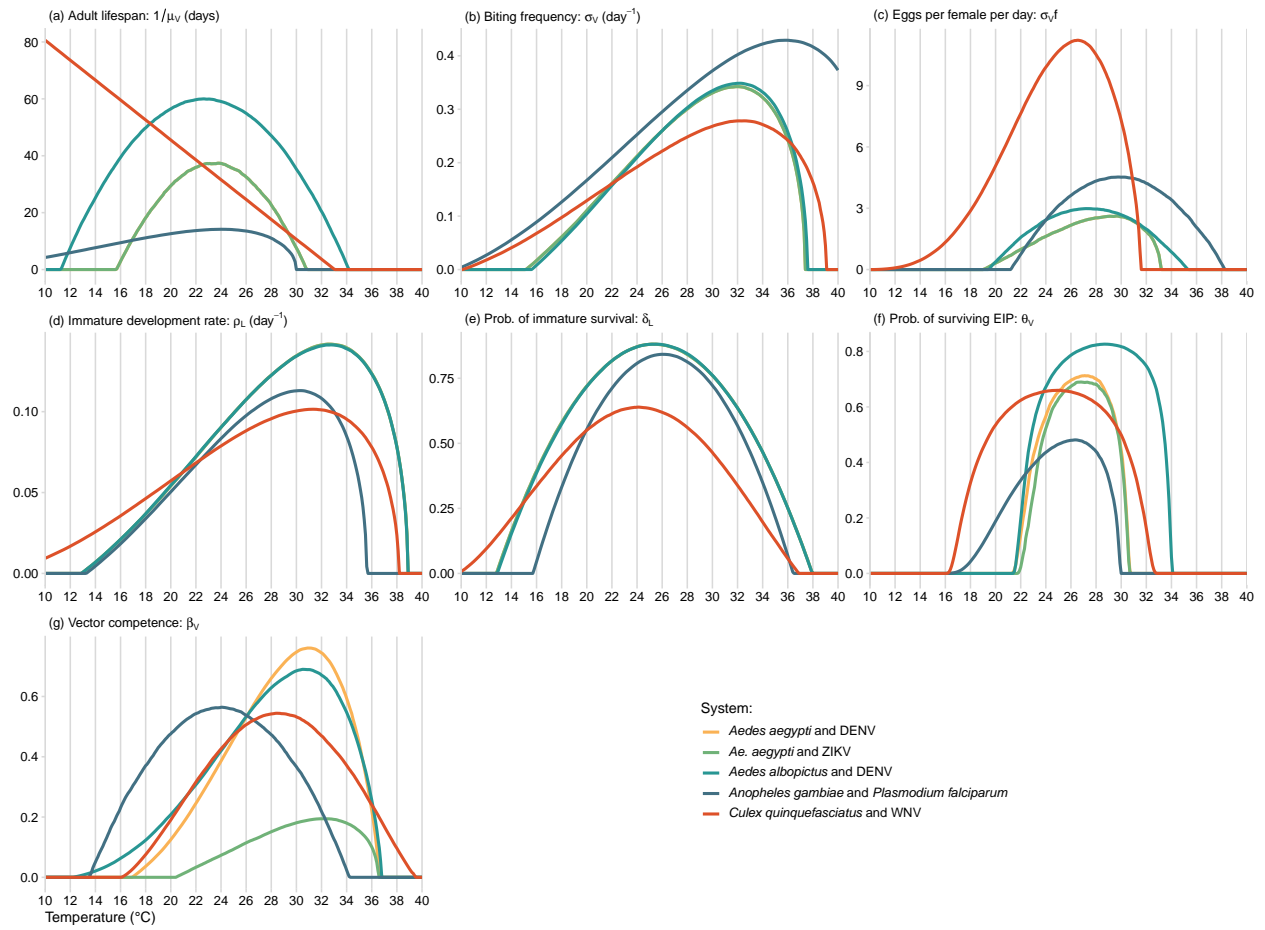 (a) Adult lifespan: 1/μV (days)
80
60
40
20
0
10 12 14 16 18 20 22 24 26 28 30 32 34 36 38 40
(b) Biting frequency: σV (day−1)
0.4
0.3
0.2
0.1
0.0
10 12 14 16 18 20 22 24 26 28 30 32 34 36 38 40
(c) Eggs per female per day: σVf
9
6
3
0
10 12 14 16 18 20 22 24 26 28 30 32 34 36 38 40
(d) Immature development rate: ρL (day−1)
0.10
0.05
0.00
10 12 14 16 18 20 22 24 26 28 30 32 34 36 38 40
(e) Prob. of immature survival: δL
0.75
0.50
0.25
0.00
10 12 14 16 18 20 22 24 26 28 30 32 34 36 38 40
(f) Prob. of surviving EIP: θV
0.8
0.6
0.4
0.2
0.0
10 12 14 16 18 20 22 24 26 28 30 32 34 36 38 40
(g) Vector competence: βV
0.6
0.4
0.2
0.0
10 12 14 16 18 20 22 24 26 28 30 32 34 36 38 40
Temperature (°C)
System:
Aedes aegypti and DENV
Ae. aegypti and ZIKV
Aedes albopictus and DENV
Anopheles gambiae and Plasmodium falciparum
Culex quinquefasciatus and WNV